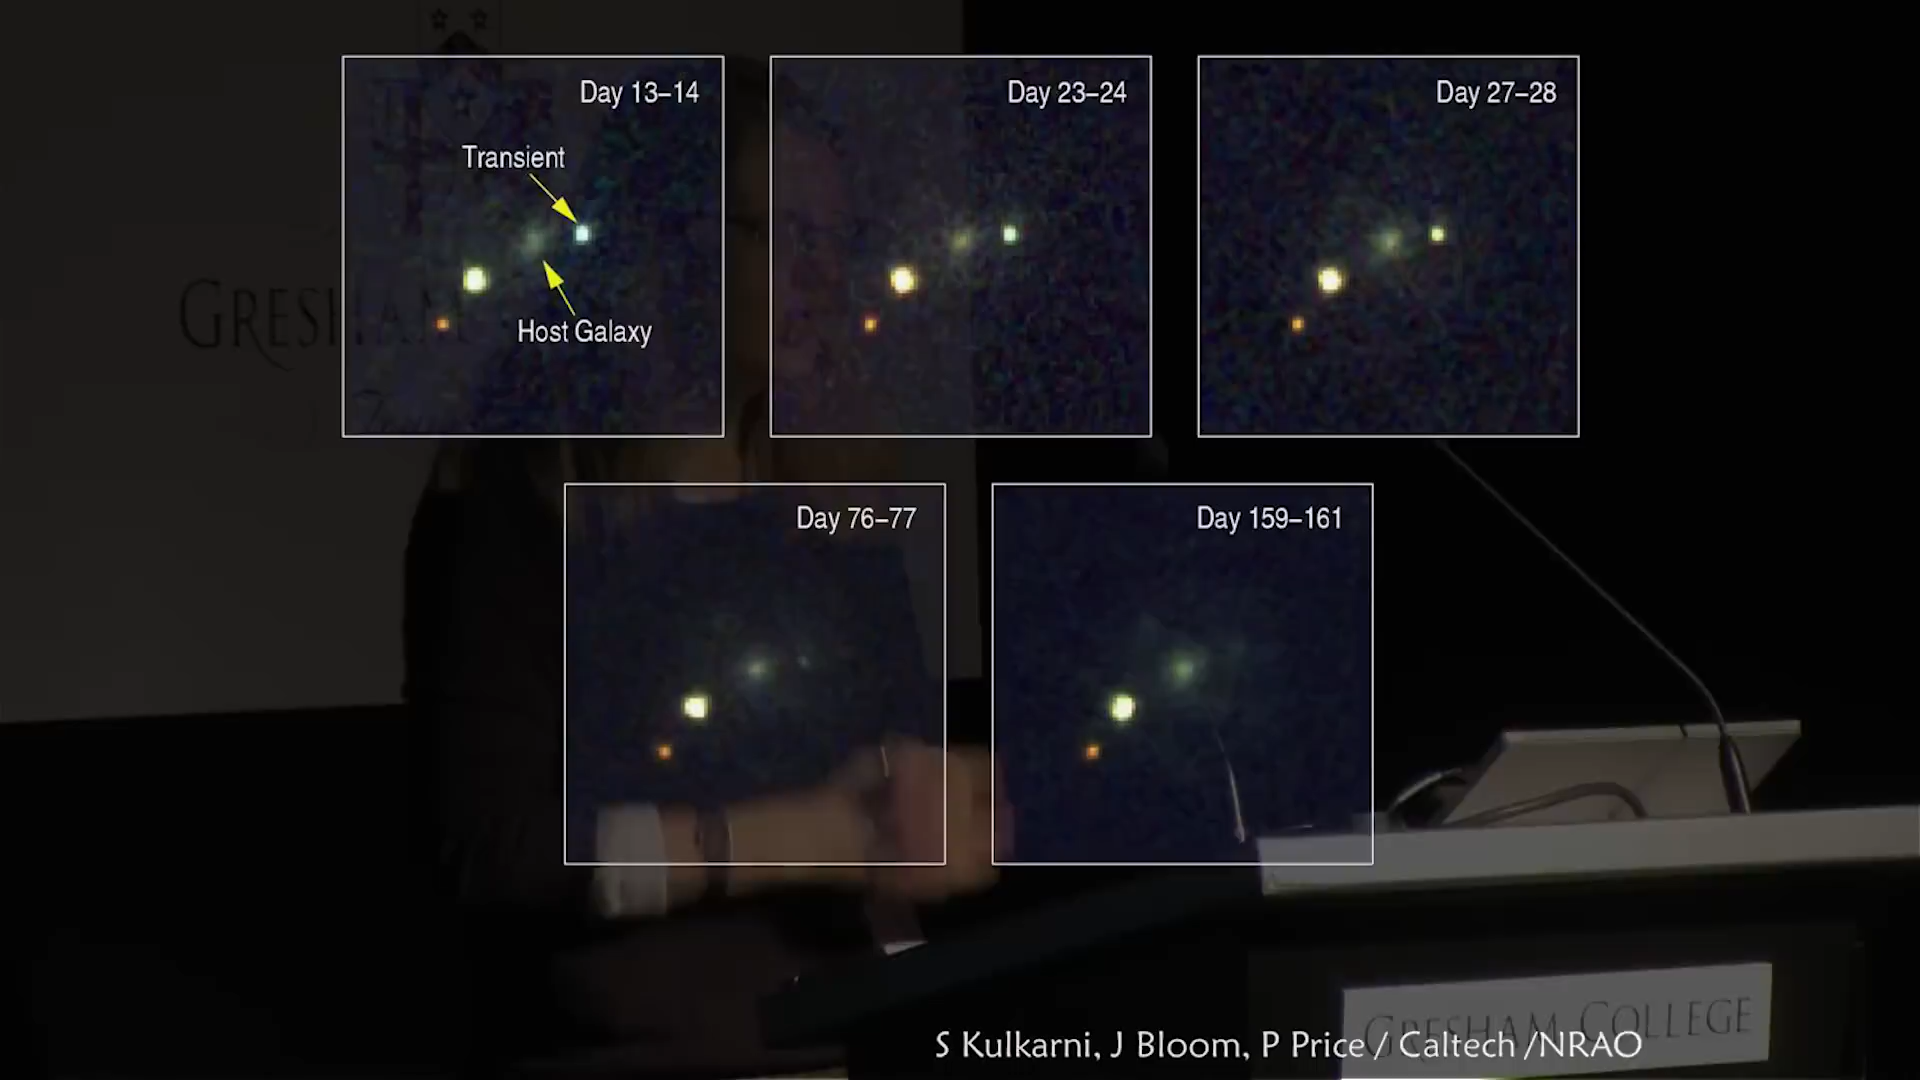 Day 13–14
Day 23–24
Day 27–28
Transient
Host Galaxy
GRESHAM
Day 76–77
Day 159–161
GRESHAM COLLEGE
S Kulkarni, J Bloom, P Price / Caltech /NRAO